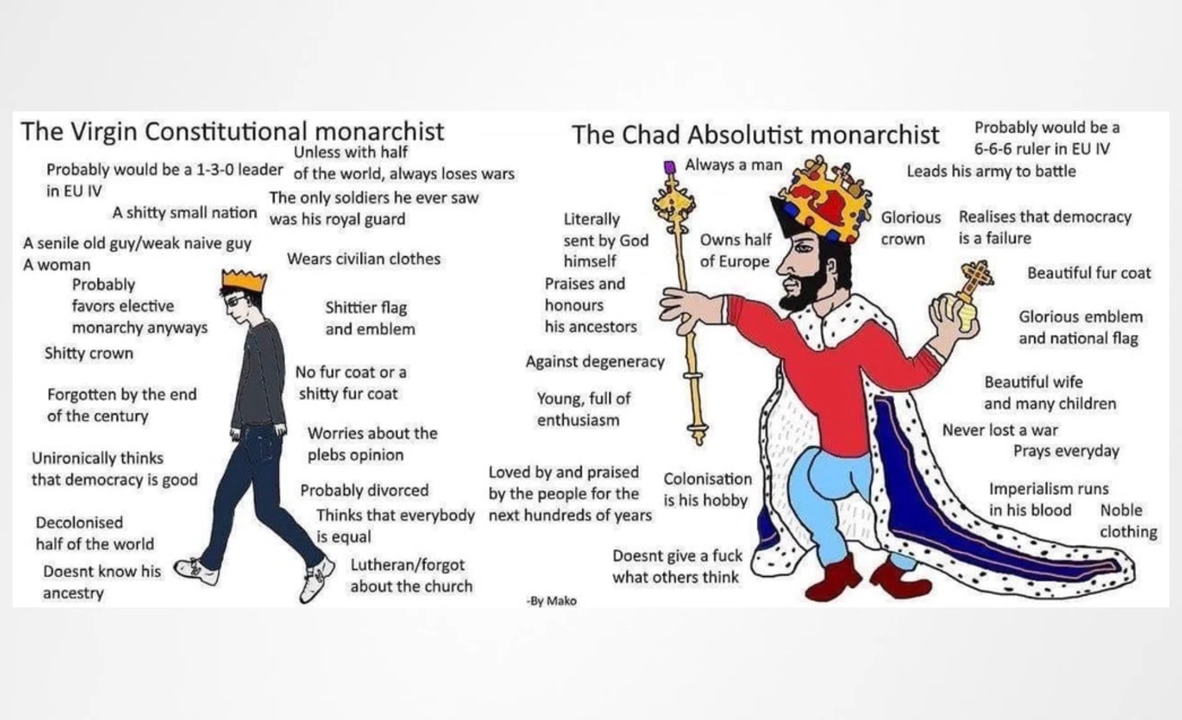 The Virgin Constitutional monarchist
Unless with half
of the world, always loses wars
Probably would be a 1-3-0 leader
in EU IV
The only soldiers he ever saw
was his royal guard
A shitty small nation
A senile old guy/weak naive guy
A woman
Wears civilian clothes
Probably
favors elective
monarchy anyways
Shittier flag
and emblem
Shitty crown
No fur coat or a
shitty fur coat
Forgotten by the end
of the century
Worries about the
plebs opinion
Unironically thinks
that democracy is good
Probably divorced
Thinks that everybody
is equal
Decolonised
half of the world
Lutheran/forgot
about the church
Doesnt know his
ancestry
The Chad Absolutist monarchist
Probably would be a
6-6-6 ruler in EU IV
Always a man
Leads his army to battle
Literally
sent by God
himself
Owns half
of Europe
Glorious
crown
Realises that democracy
is a failure
Praises and
honours
his ancestors
Beautiful fur coat
Glorious emblem
and national flag
Against degeneracy
Young, full of
enthusiasm
Beautiful wife
and many children
Never lost a war
Prays everyday
Loved by and praised
by the people for the
next hundreds of years
Colonisation
is his hobby
Imperialism runs
in his blood
Noble
clothing
Doesnt give a fuck
what others think
-By Mako